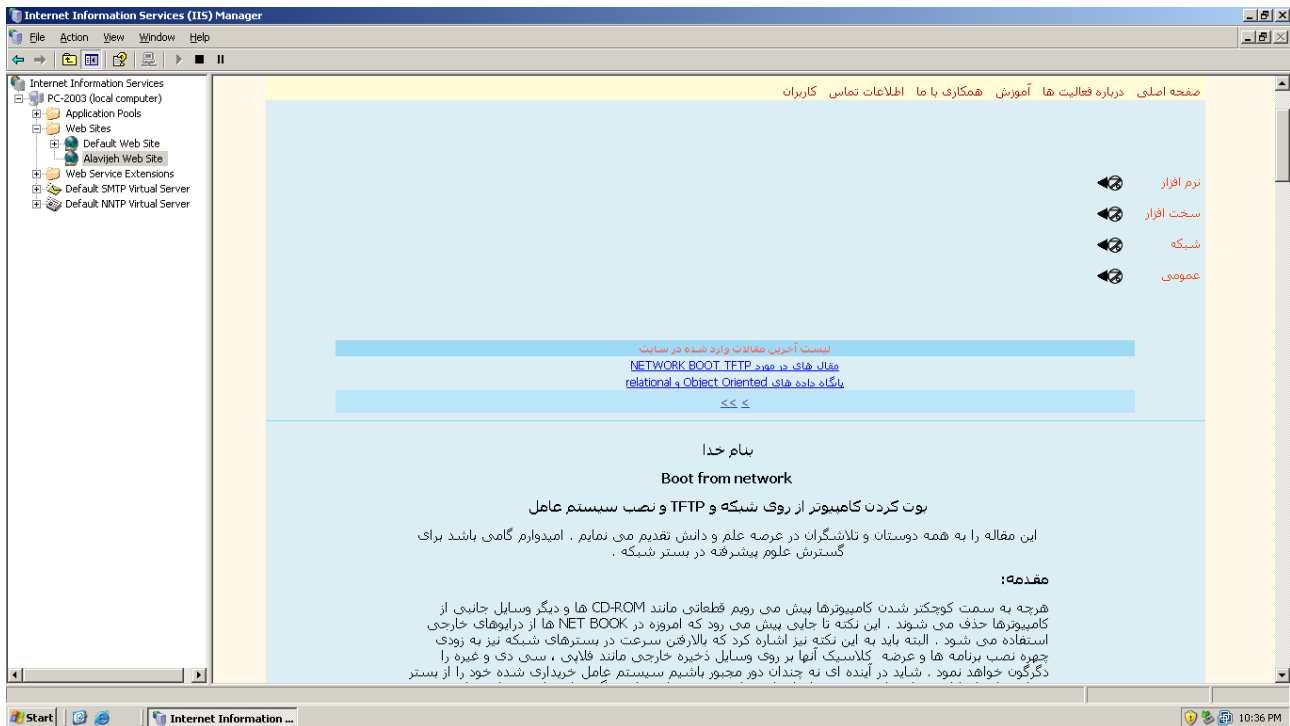 Internet Information Services (IIS) Manager
File Action View Window Help
Internet Information Services
PC-2003 (local computer)
Application Pools
Web Sites
Default Web Site
Alavijeh Web Site
Web Service Extensions
Default SMTP Virtual Server
Default NNTP Virtual Server
صفحه اصلی درباره فعالیت ها آموزش همکاری با ما اطلاعات تماس کاربران
نرم افزار
سخت افزار
شبکه
عمومی
لیست آخرین مقالات وارد شده در سایت
مقال های در مورد NETWORK BOOT TFTP
پایگاه داده های Object Oriented و relational
> >>
بنام خدا
Boot from network
بوت کردن کامپیوتر از روی شبکه و TFTP و نصب سیستم عامل
این مقاله را به همه دوستان و تلاشگران در عرصه علم و دانش تقدیم می نمایم . امیدوارم گامی باشد برای
گسترش علوم پیشرفته در بستر شبکه .
مقدمه:
هرچه به سمت کوچکتر شدن کامپیوترها پیش می رویم قطعاتی مانند CD-ROM ها و دیگر وسایل جانبی از
کامپیوترها حذف می شوند . این نکته تا جایی پیش می رود که امروزه در NET BOOK ها از درایوهای خارجی
استفاده می شود . البته باید به این نکته نیز اشاره کرد که بالارفتن سرعت در بسترهای شبکه نیز به زودی
چهره نصب برنامه ها و عرضه کلاسیک آنها بر روی وسایل ذخیره خارجی مانند فلاپی ، سی دی و غیره را
دگرگون خواهد نمود . شاید در آینده ای نه چندان دور مجبور باشیم سیستم عامل خریداری شده خود را از بستر
Start
Internet Information ...
10:36 PM